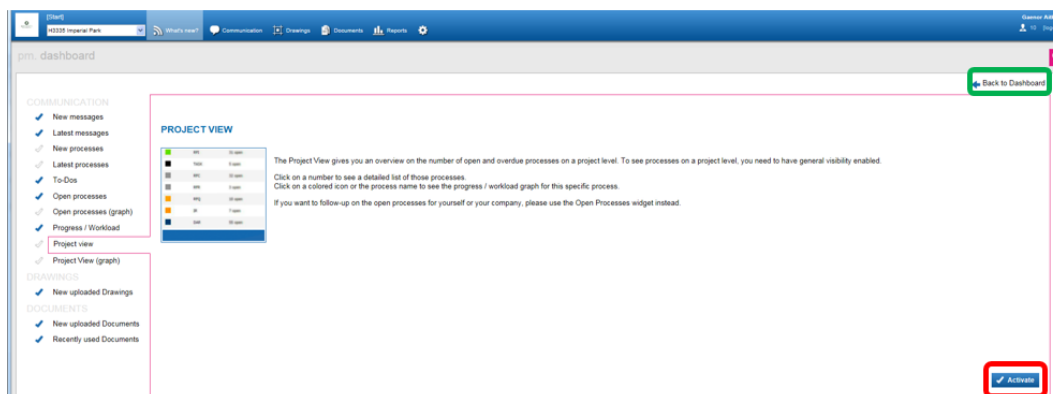 [Start]
H3335 Imperial Park
What's new?
Communication
Drawings
Documents
Reports
pm. dashboard
Back to Dashboard
COMMUNICATION
New messages
Latest messages
New processes
Latest processes
To-Dos
Open processes
Open processes (graph)
Progress / Workload
Project view
Project View (graph)
DRAWINGS
New uploaded Drawings
DOCUMENTS
New uploaded Documents
Recently used Documents
PROJECT VIEW
The Project View gives you an overview on the number of open and overdue processes on a project level. To see processes on a project level, you need to have general visibility enabled.
Click on a number to see a detailed list of those processes.
Click on a colored icon or the process name to see the progress / workload graph for this specific process.
If you want to follow-up on the open processes for yourself or your company, please use the Open Processes widget instead.
Activate